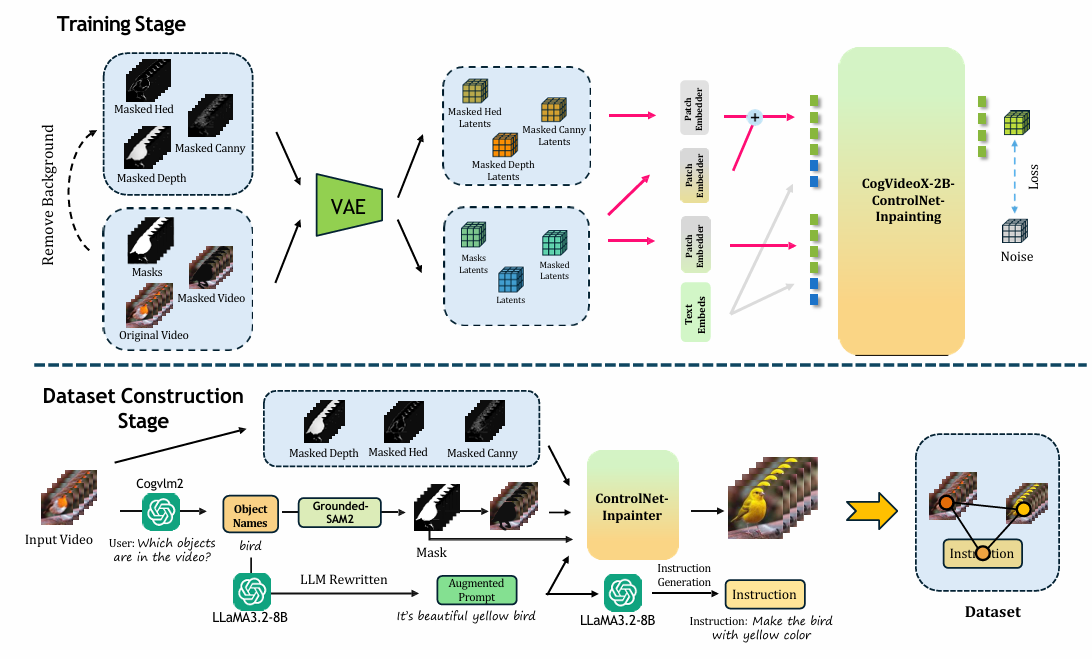 Training Stage
Remove Background
Masked Hed
Masked Canny
Masked Depth
Masks
Masked Video
Original Video
VAE
Masked Hed
Latents
Masked Canny
Latents
Masked Depth
Latents
Masks
Latents
Masked
Latents
Latents
Patch
Embedder
Patch
Embedder
Patch
Embedder
Text
Embeds
+
CogVideoX-2B-
ControlNet-
Inpainting
Loss
Noise
Dataset Construction
Stage
Masked Depth
Masked Hed
Masked Canny
Input Video
Cogvlm2
User: Which objects
are in the video?
Object
Names
bird
Grounded-
SAM2
Mask
LLaMA3.2-8B
LLM Rewritten
Augmented
Prompt
It's beautiful yellow bird
ControlNet-
Inpainter
LLaMA3.2-8B
Instruction
Generation
Instruction
Instruction: Make the bird
with yellow color
Instruction
Dataset